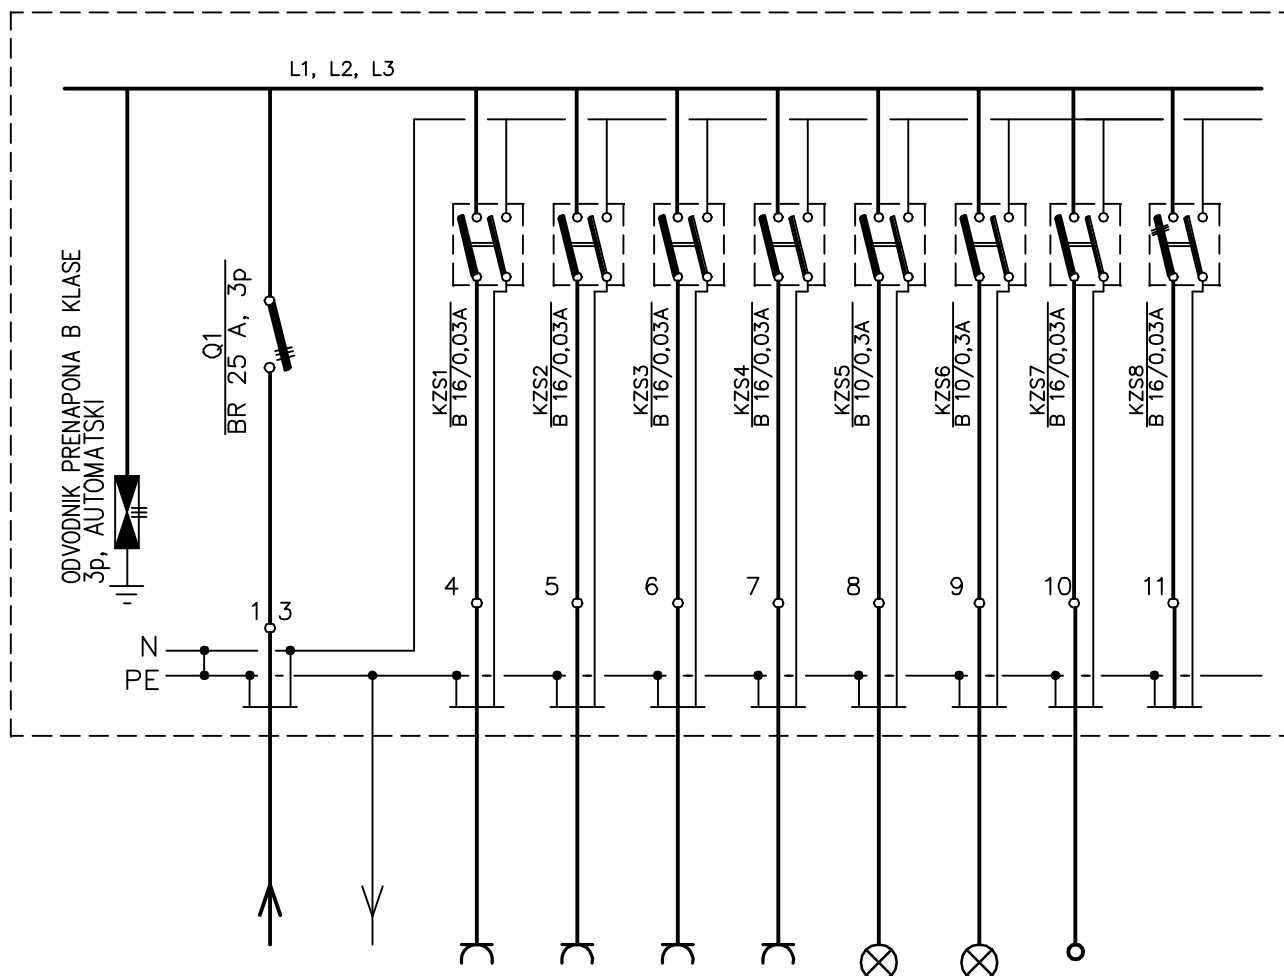 L1, L2, L3
ODVODNIK PRENAPONA B KLASE
3p, AUTOMATSKI
Q1
BR 25 A, 3p
KZS1
B 16/0,03A
KZS2
B 16/0,03A
KZS3
B 16/0,03A
KZS4
B 16/0,03A
KZS5
B 10/0,3A
KZS6
B 10/0,3A
KZS7
B 16/0,03A
KZS8
B 16/0,03A
1 3
4
5
6
7
8
9
10
11
N
PE